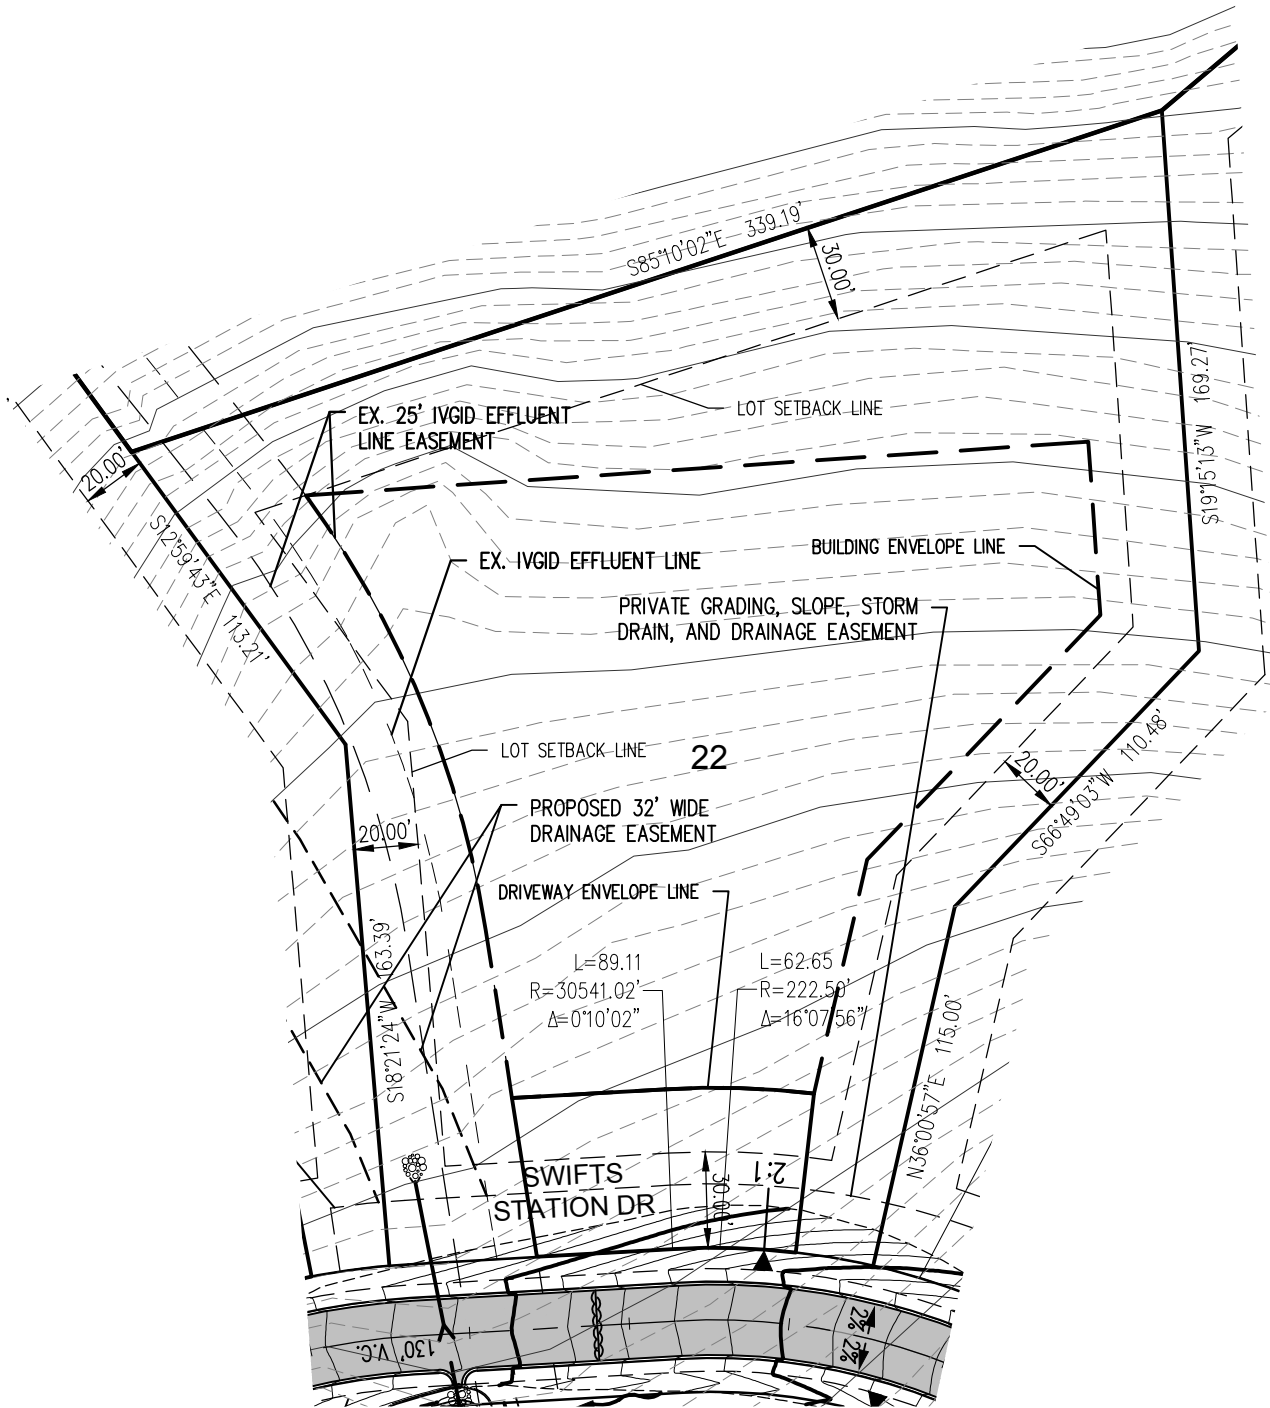 S85°10'02"E 339.19'
30.00'
LOT SETBACK LINE
EX. 25' IVGID EFFLUENT
LINE EASEMENT
20.00'
S19°15'13"W 169.27'
S12°59'43"E 113.21'
EX. IVGID EFFLUENT LINE
BUILDING ENVELOPE LINE
PRIVATE GRADING, SLOPE, STORM
DRAIN, AND DRAINAGE EASEMENT
LOT SETBACK LINE
22
20.00'
S66°49'03"W 110.48'
PROPOSED 32' WIDE
DRAINAGE EASEMENT
20.00'
DRIVEWAY ENVELOPE LINE
L=89.11
R=30541.02'
Δ=0°10'02"
L=62.65
R=222.50'
Δ=16°07'56"
S18°21'24"W 163.39'
N36°00'57"E 115.00'
SWIFTS
STATION DR
30.00'
2:1
130' V.C.
2%
2%